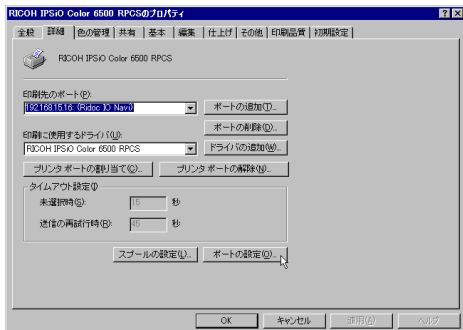 RICOH IPSiO Color 6500 RPCSのプロパティ
全般 詳細 色の管理 共有 基本 編集 仕上げ その他 印刷品質 初期設定
RICOH IPSiO Color 6500 RPCS
印刷先のポート(P):
192.168.15.16: (Ridoc IO Navi)
ポートの追加(T)...
ポートの削除(D)...
印刷に使用するドライバ(U):
RICOH IPSiO Color 6500 RPCS
ドライバの追加(W)...
プリンタ ポートの割り当て(C)...
プリンタ ポートの解除(N)...
タイムアウト設定
未選択時(S): 15 秒
送信の再試行時(R): 45 秒
スプールの設定(L)...
ポートの設定(O)...
OK
キャンセル
適用(A)
ヘルプ